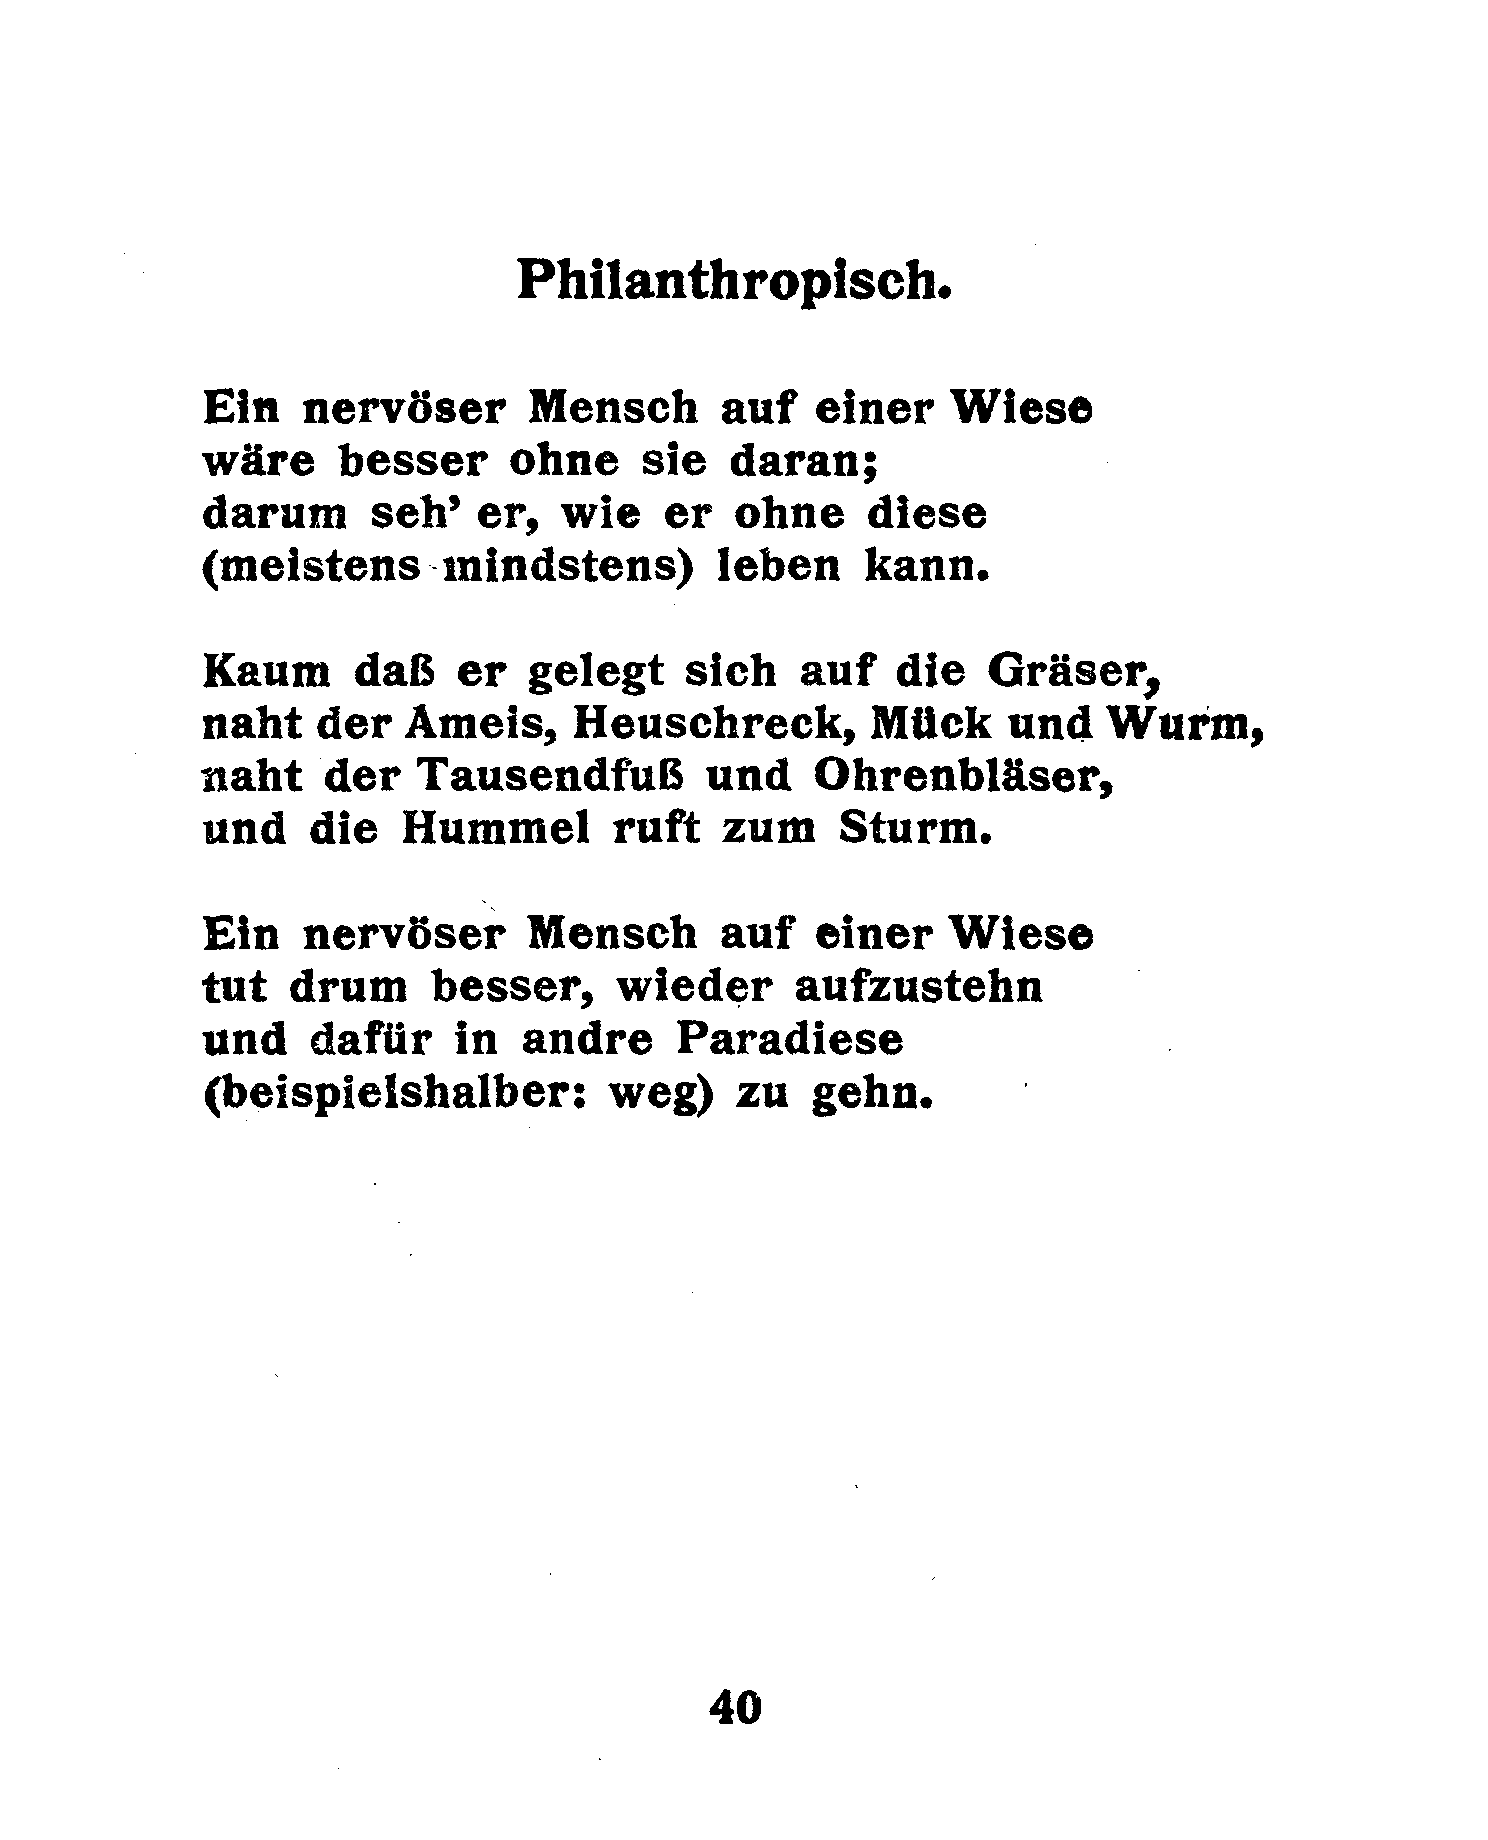 Philanthropisch.
Ein nervöser Mensch auf einer Wiese
wäre besser ohne sie daran;
darum seh’ er, wie er ohne diese
(meistens mindstens) leben kann.
Kaum daß er gelegt sich auf die Gräser,
naht der Ameis, Heuschreck, Mück und Wurm,
naht der Tausendfuß und Ohrenbläser,
und die Hummel ruft zum Sturm.
Ein nervöser Mensch auf einer Wiese
tut drum besser, wieder aufzustehn
und dafür in andre Paradiese
(beispielshalber: weg) zu gehn.
40